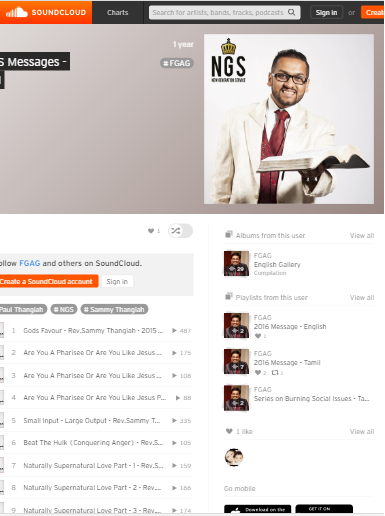 SOUNDCLOUD
Charts
Search for artists, bands, tracks, podcasts
Sign in
or
Creat
S Messages -
1 year
# FGAG
NGS
NEW GENERATION SERVICE
1
Follow FGAG and others on SoundCloud.
Create a SoundCloud account
Sign in
Paul Thangiah
# NGS
# Sammy Thangiah
1 Gods Favour - Rev.Sammy Thangiah - 2015... 487
2 Are You A Pharisee Or Are You Like Jesus ... 175
3 Are You A Pharisee Or Are You Like Jesus ... 108
4 Are You A Pharisee Or Are You Like Jesus P... 88
5 Small Input - Large Output - Rev.Sammy T... 335
6 Beat The Hulk (Conquering Anger) - Rev.S... 105
7 Naturally Supernatural Love Part - 1 - Rev... 159
8 Naturally Supernatural Love Part - 2 - Rev... 166
9 Naturally Supernatural Love Part - 3 - Rev... 174
Albums from this user
View all
29
FGAG
English Gallery
Compilation
Playlists from this user
View all
2
FGAG
2016 Message - English
1
7
FGAG
2016 Message - Tamil
2 1
2
FGAG
Series on Burning Social Issues - Ta...
1 like
View all
Go mobile
Download on the
GET IT ON